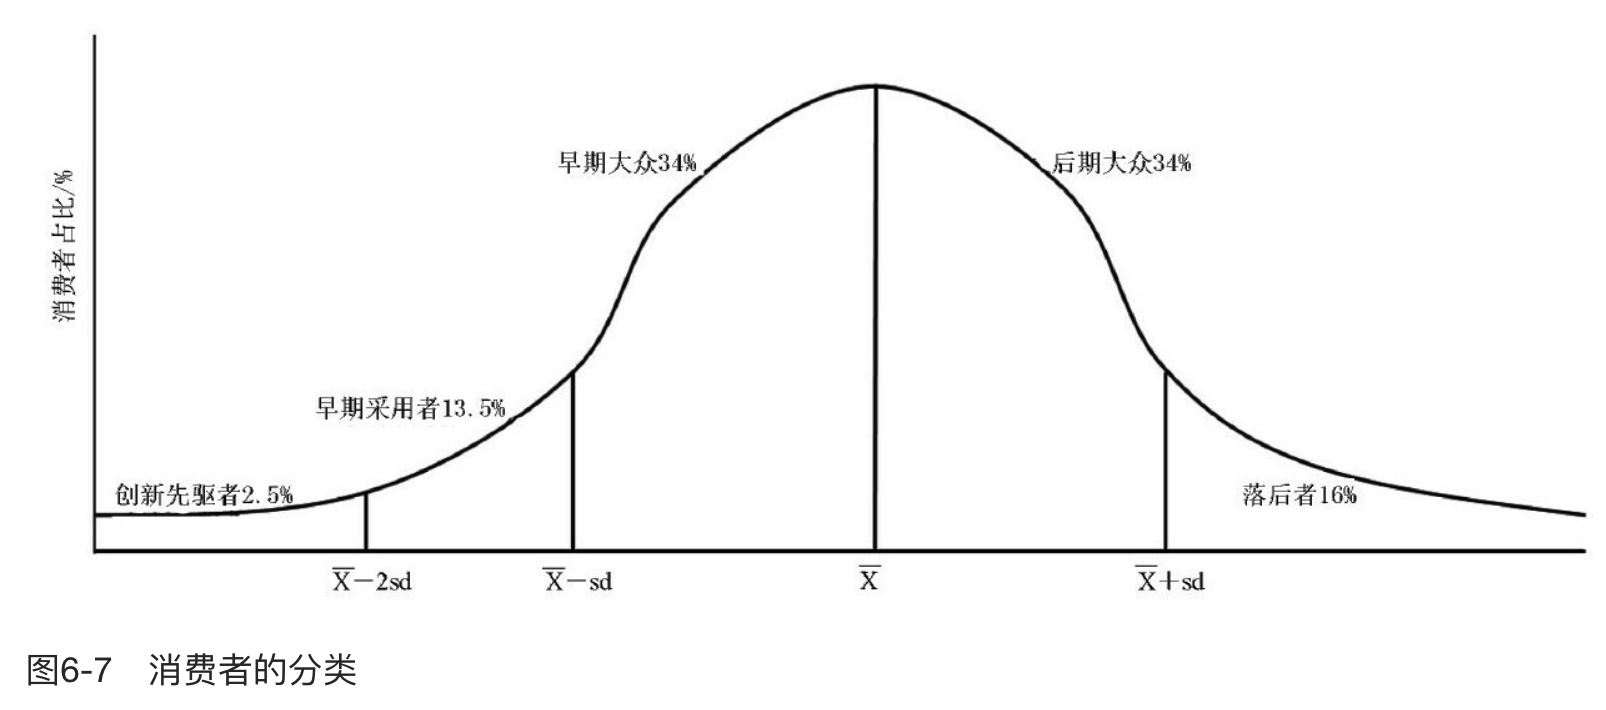 消费者占比/%
早期大众34%
后期大众34%
早期采用者13.5%
创新先驱者2.5%
落后者16%
X̅−2sd
X̅−sd
X̅
X̅+sd
图6-7 消费者的分类